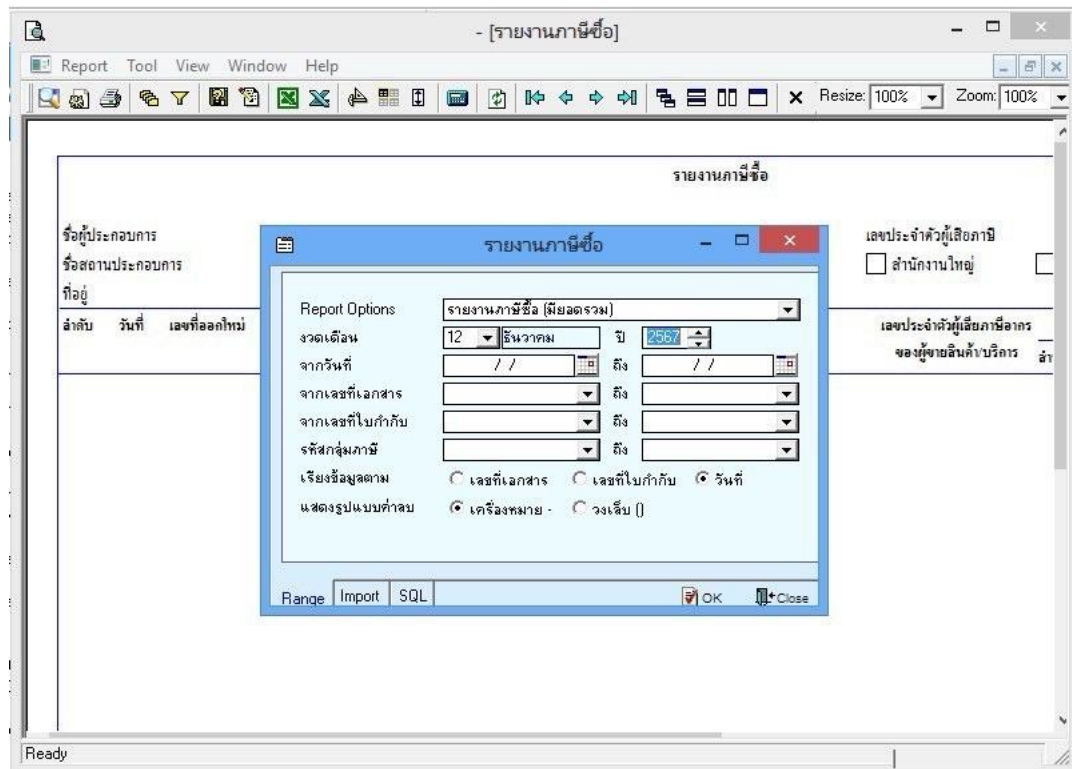 - [รายงานภาษีซื้อ]
Report Tool View Window Help
Resize: 100% Zoom: 100%
รายงานภาษีซื้อ
ชื่อผู้ประกอบการ
เลขประจำตัวผู้เสียภาษี
ชื่อสถานประกอบการ
สำนักงานใหญ่
ที่อยู่
ลำดับ วันที่ เลขที่ออกใหม่
เลขประจำตัวผู้เสียภาษีอากร
ของผู้ขายสินค้า/บริการ
รายงานภาษีซื้อ
Report Options รายงานภาษีซื้อ (มียอดรวม)
งวดเดือน 12 ธันวาคม ปี 2567
จากวันที่ / / ถึง / /
จากเลขที่เอกสาร ถึง
จากเลขที่ใบกำกับ ถึง
รหัสกลุ่มภาษี ถึง
เรียงข้อมูลตาม เลขที่เอกสาร เลขที่ใบกำกับ วันที่
แสดงรูปแบบค่าลบ เครื่องหมาย - วงเล็บ ()
Range Import SQL OK Close
Ready